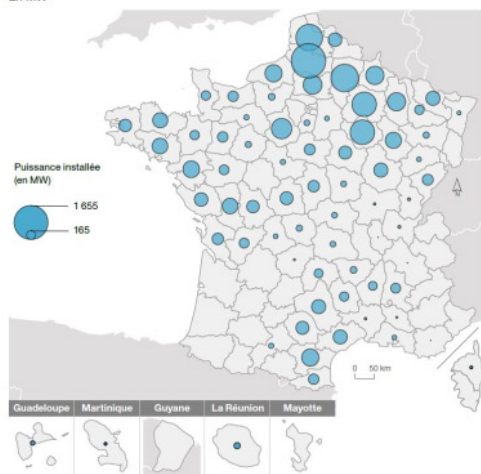 Puissance installée
(en MW)
1 655
165
0 50 km
Guadeloupe
Martinique
Guyane
La Réunion
Mayotte